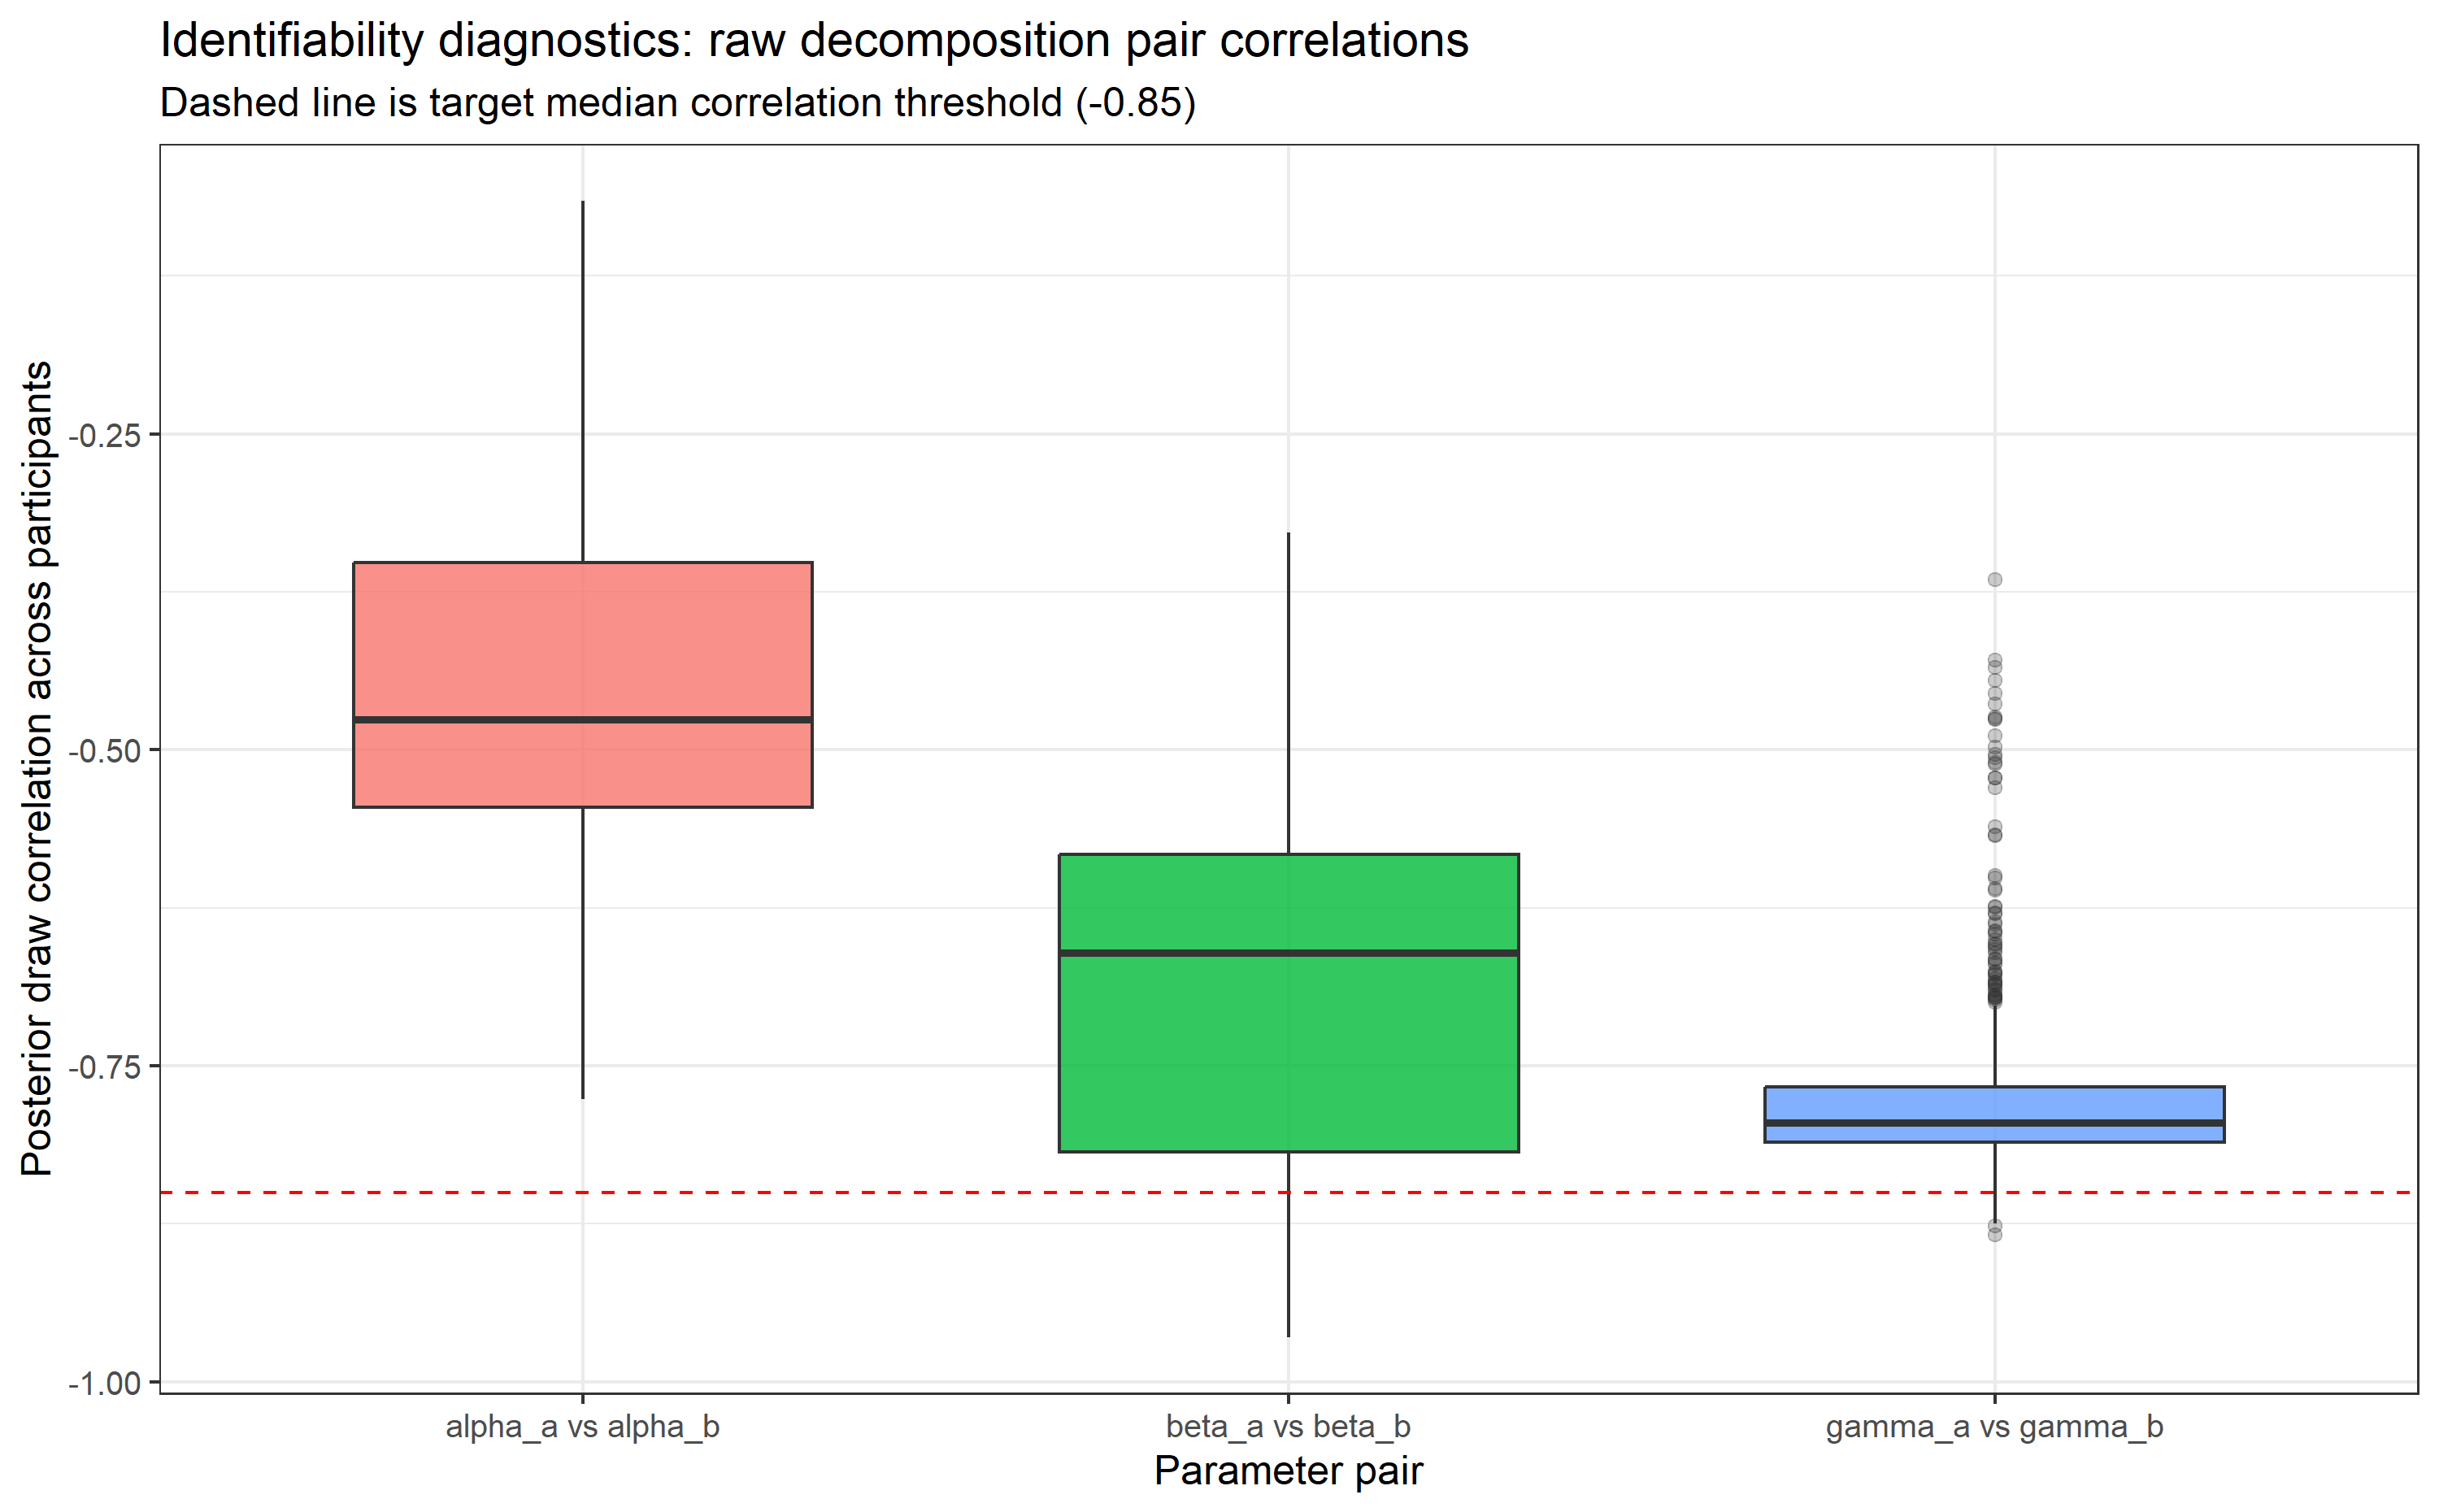 Identifiability diagnostics: raw decomposition pair correlations
Dashed line is target median correlation threshold (-0.85)
Posterior draw correlation across participants
-0.25
-0.50
-0.75
-1.00
alpha_a vs alpha_b
beta_a vs beta_b
gamma_a vs gamma_b
Parameter pair